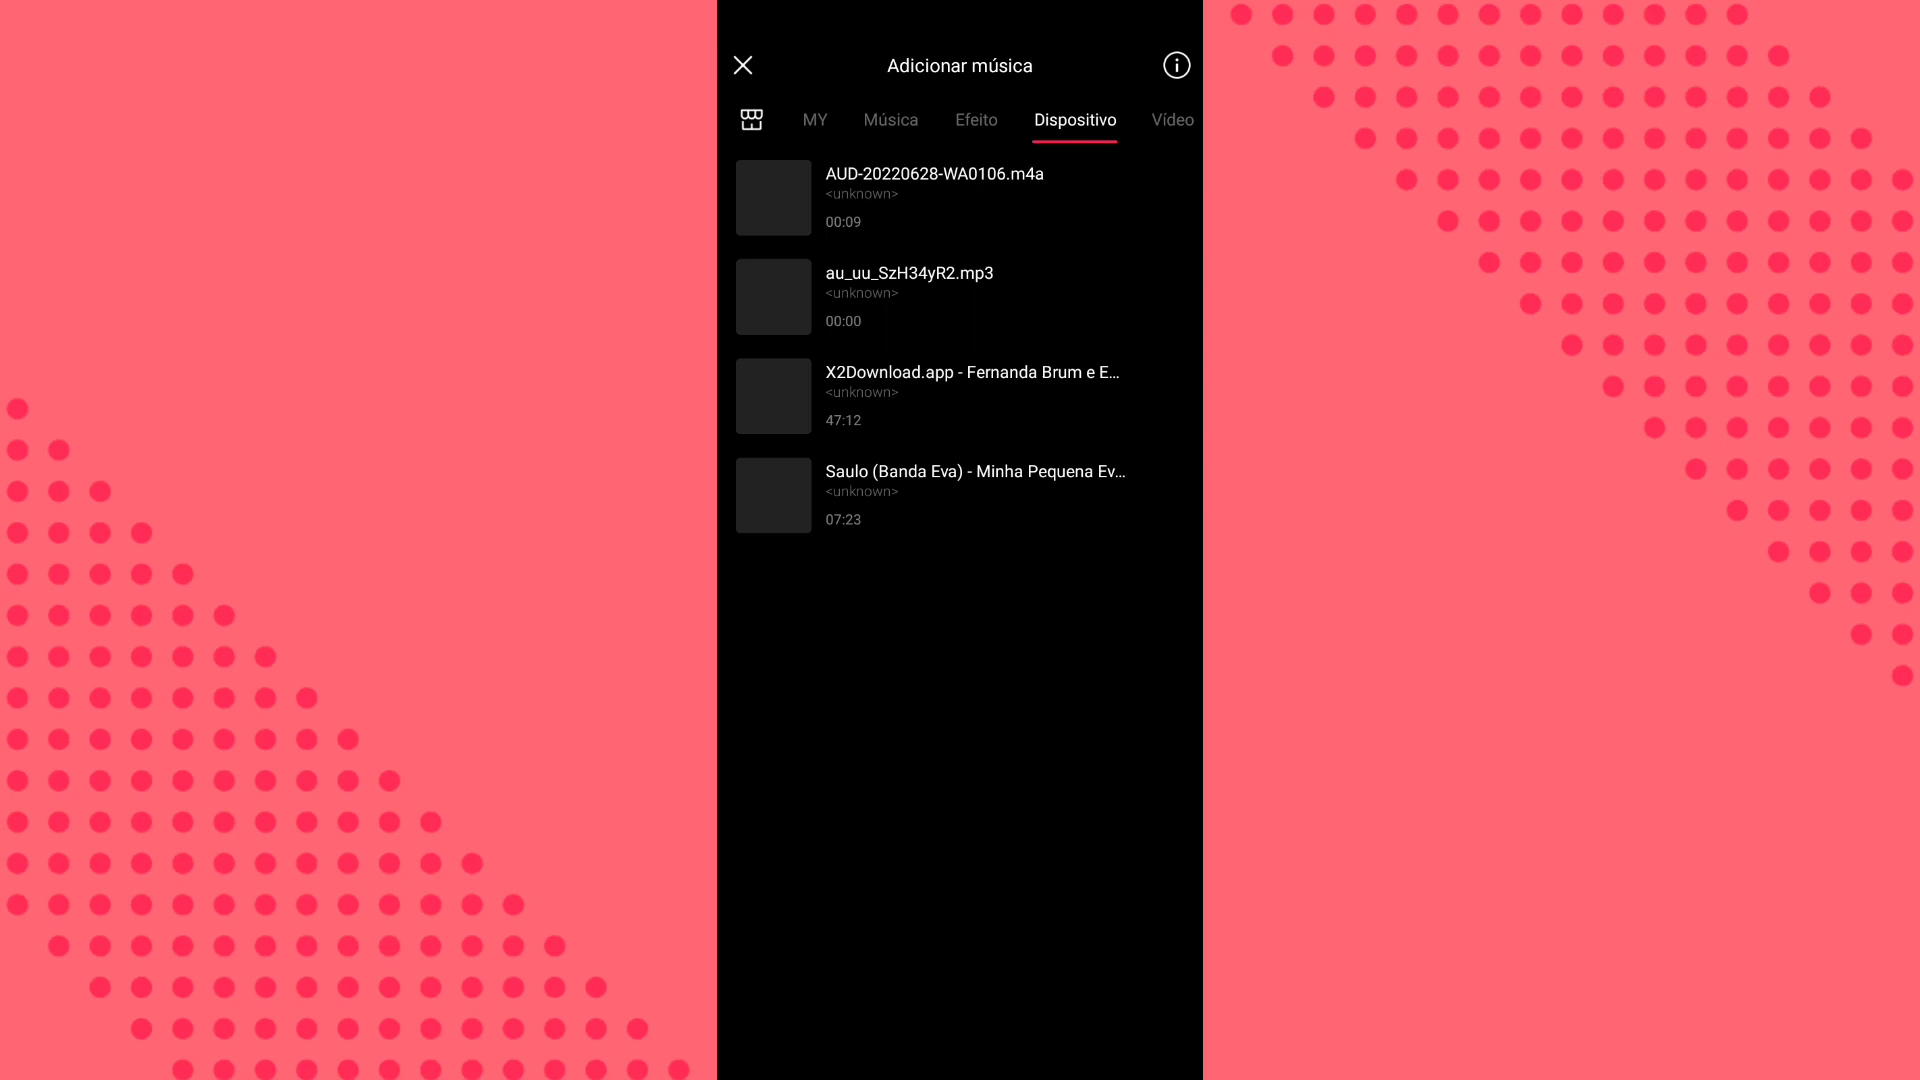 Adicionar música
MY Música Efeito Dispositivo Vídeo
AUD-20220628-WA0106.m4a
<unknown>
00:09
au_uu_SzH34yR2.mp3
<unknown>
00:00
X2Download.app - Fernanda Brum e E...
<unknown>
47:12
Saulo (Banda Eva) - Minha Pequena Ev...
<unknown>
07:23